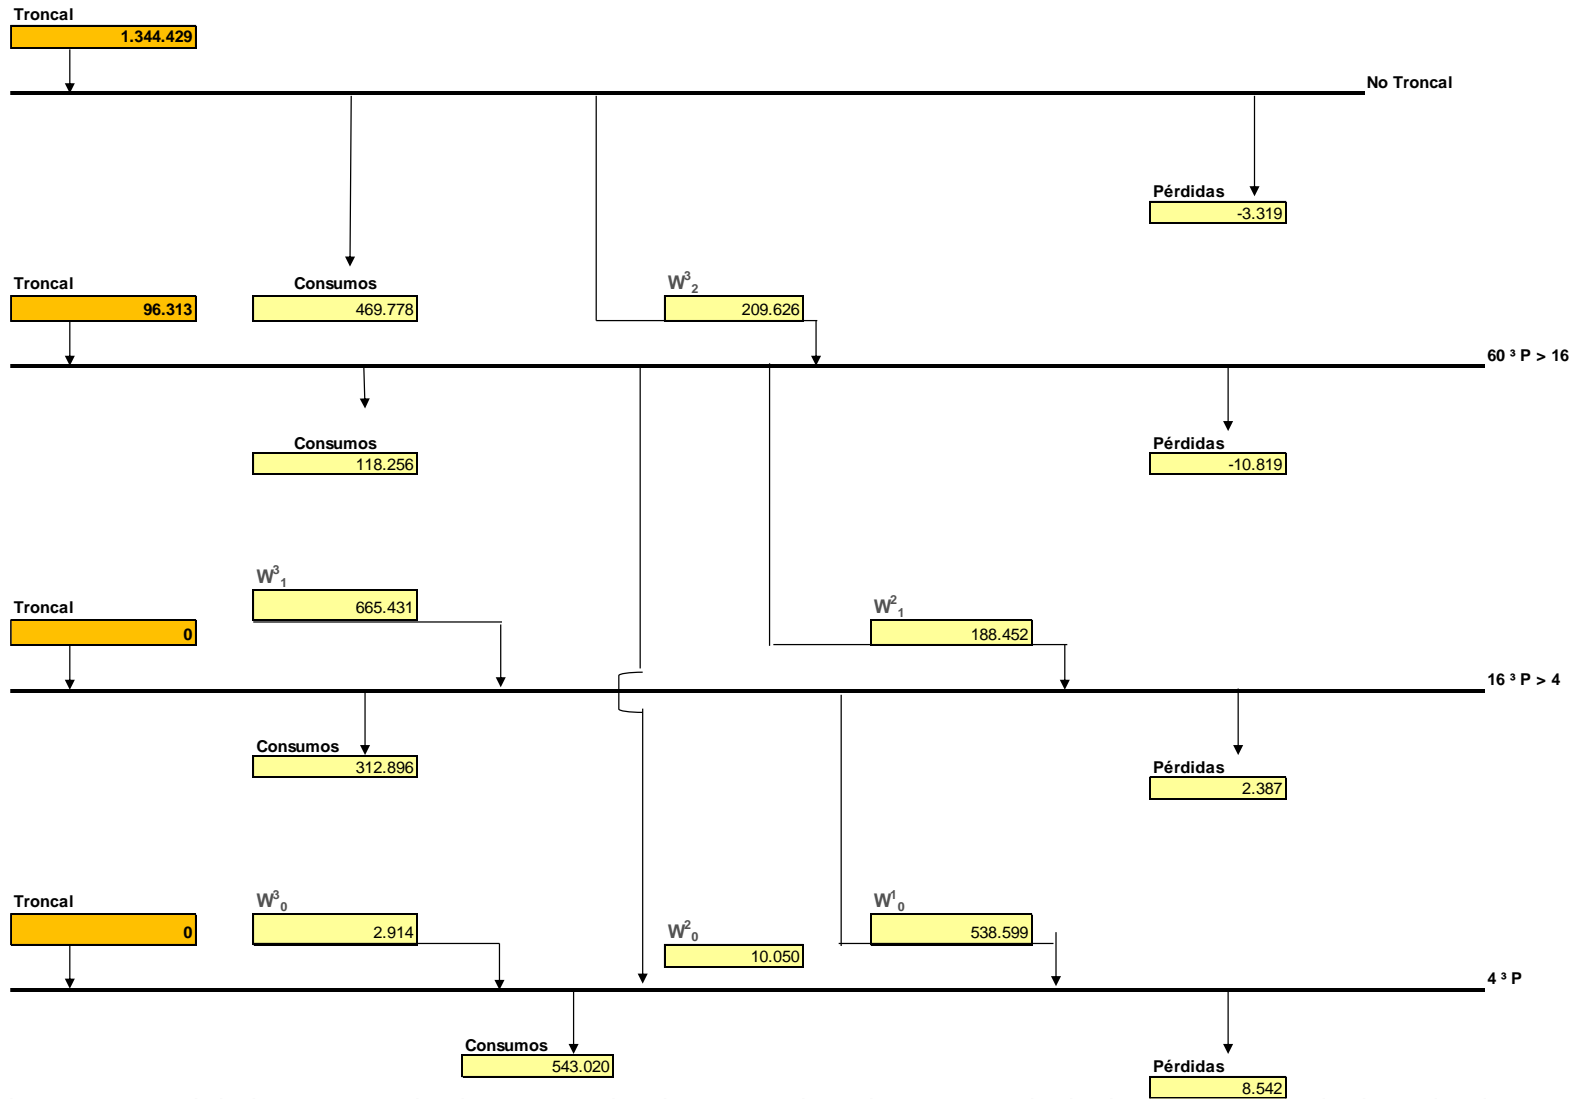 Troncal
1.344.429
No Troncal
Pérdidas
-3.319
Troncal
96.313
Consumos
469.778
W³₂
209.626
60 ³ P > 16
Consumos
118.256
Pérdidas
-10.819
W³₁
665.431
Troncal
0
W²₁
188.452
16 ³ P > 4
Consumos
312.896
Pérdidas
2.387
Troncal
0
W³₀
2.914
W²₀
10.050
W¹₀
538.599
4 ³ P
Consumos
543.020
Pérdidas
8.542